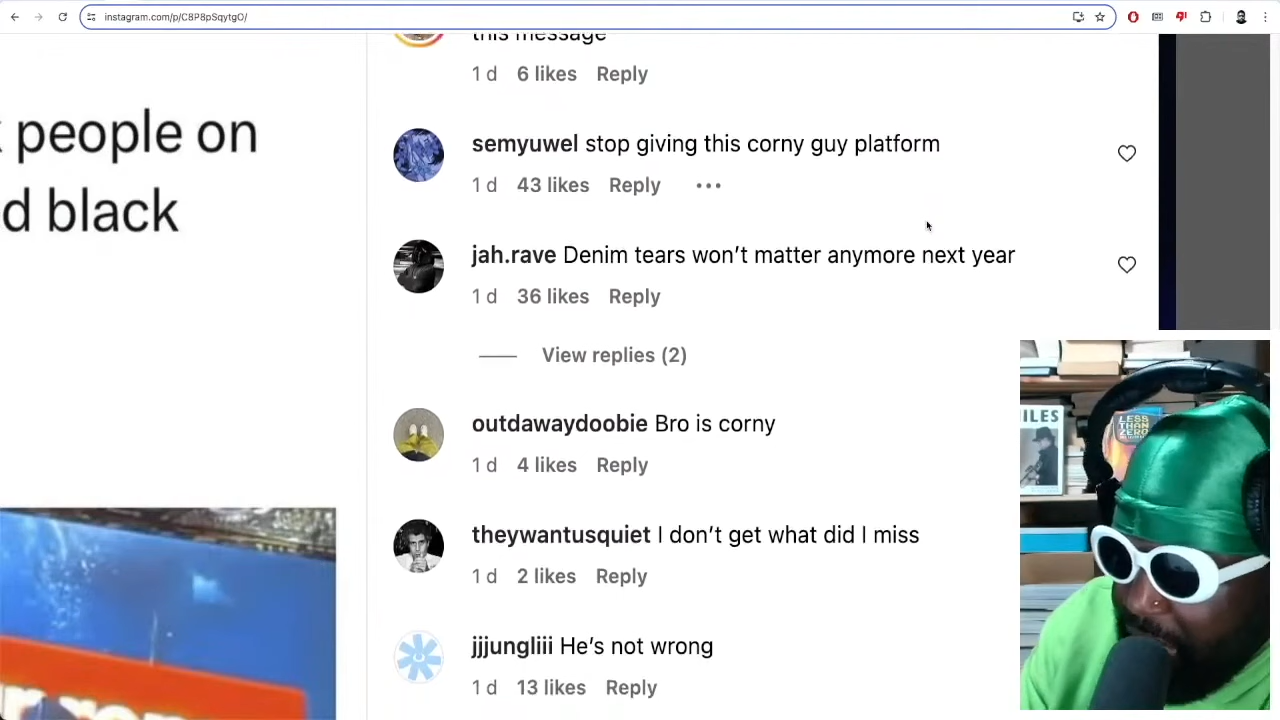 instagram.com/p/C8P8pSqytgO/
this message
1 d 6 likes Reply
people on
d black
semyuwel stop giving this corny guy platform
1 d 43 likes Reply •••
jah.rave Denim tears won’t matter anymore next year
1 d 36 likes Reply
View replies (2)
outdawaydoobie Bro is corny
1 d 4 likes Reply
theywantusquiet I don’t get what did I miss
1 d 2 likes Reply
jjjungliii He’s not wrong
1 d 13 likes Reply
ILES
LESS
THAN
ZERO